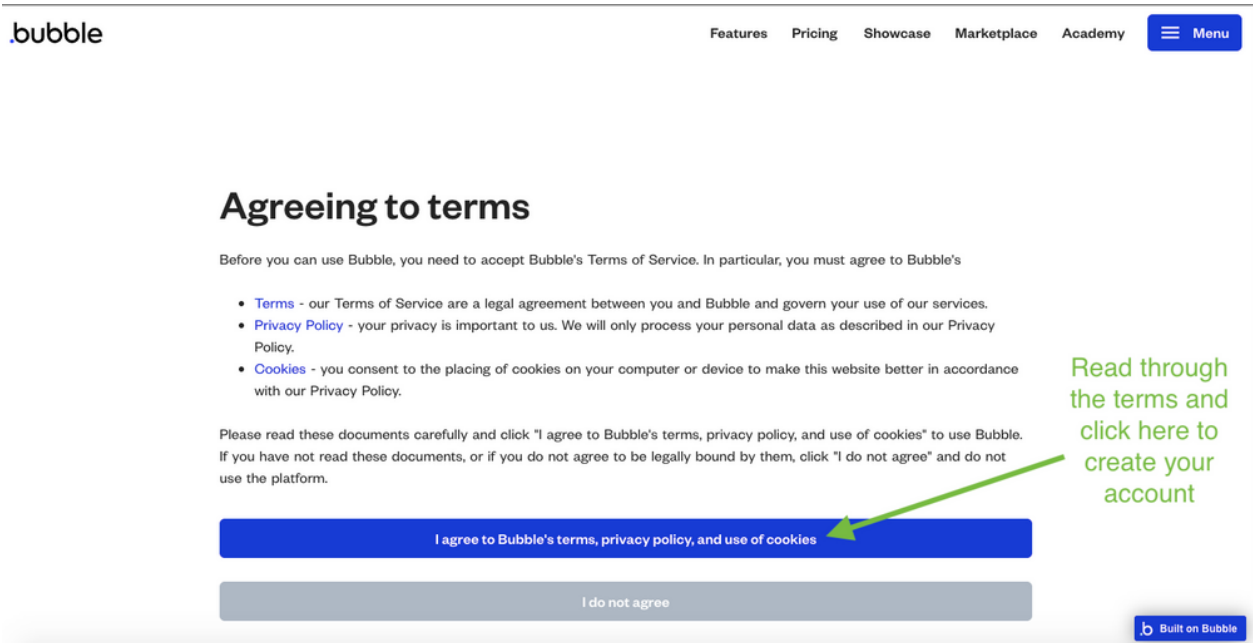 .bubble
Features Pricing Showcase Marketplace Academy Menu
Agreeing to terms
Before you can use Bubble, you need to accept Bubble's Terms of Service. In particular, you must agree to Bubble's
• Terms - our Terms of Service are a legal agreement between you and Bubble and govern your use of our services.
• Privacy Policy - your privacy is important to us. We will only process your personal data as described in our Privacy
Policy.
• Cookies - you consent to the placing of cookies on your computer or device to make this website better in accordance
with our Privacy Policy.
Please read these documents carefully and click "I agree to Bubble's terms, privacy policy, and use of cookies" to use Bubble.
If you have not read these documents, or if you do not agree to be legally bound by them, click "I do not agree" and do not
use the platform.
Read through
the terms and
click here to
create your
account
I agree to Bubble's terms, privacy policy, and use of cookies
I do not agree
.b Built on Bubble